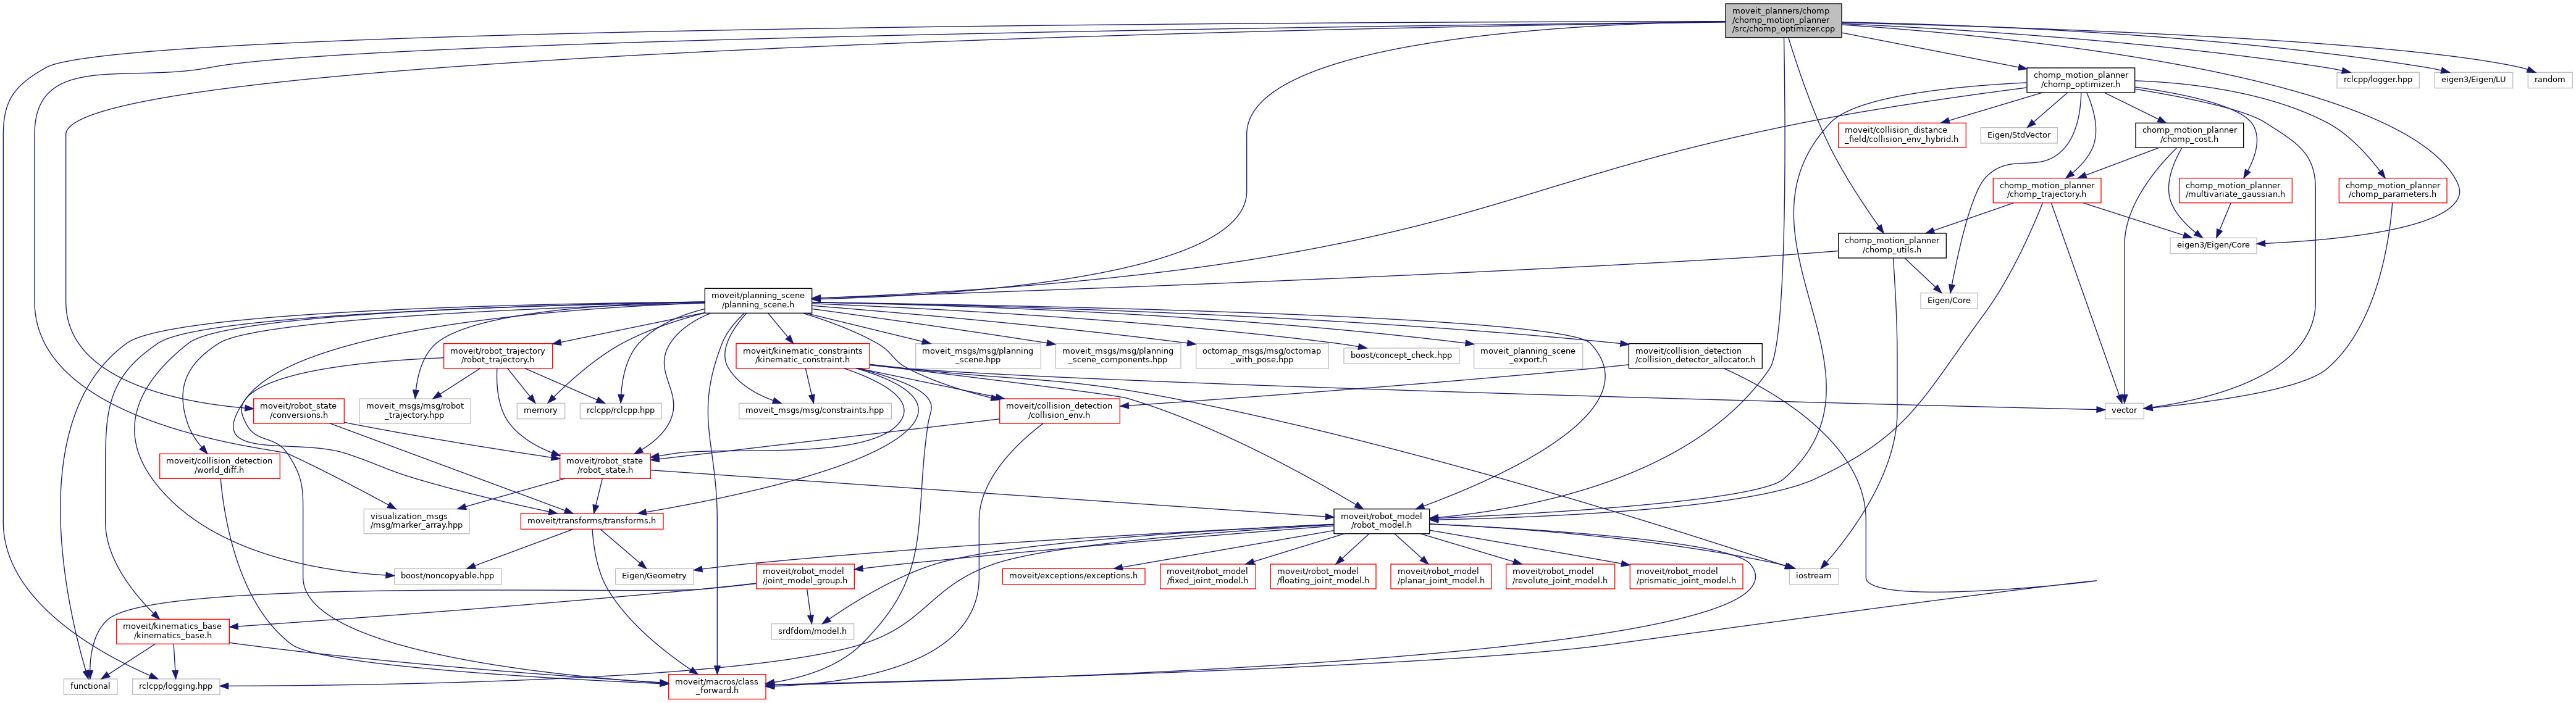 moveit_planners/chomp
/chomp_motion_planner
/src/chomp_optimizer.cpp
chomp_motion_planner
/chomp_optimizer.h
rclcpp/logger.hpp
eigen3/Eigen/LU
random
moveit/collision_distance
_field/collision_env_hybrid.h
Eigen/StdVector
chomp_motion_planner
/chomp_cost.h
chomp_motion_planner
/chomp_trajectory.h
chomp_motion_planner
/multivariate_gaussian.h
chomp_motion_planner
/chomp_parameters.h
chomp_motion_planner
/chomp_utils.h
eigen3/Eigen/Core
moveit/planning_scene
/planning_scene.h
Eigen/Core
moveit/robot_trajectory
/robot_trajectory.h
moveit/kinematic_constraints
/kinematic_constraint.h
moveit_msgs/msg/planning
_scene.hpp
moveit_msgs/msg/planning
_scene_components.hpp
octomap_msgs/msg/octomap
_with_pose.hpp
boost/concept_check.hpp
moveit_planning_scene
_export.h
moveit/collision_detection
/collision_detector_allocator.h
moveit/robot_state
/conversions.h
moveit_msgs/msg/robot
_trajectory.hpp
memory
rclcpp/rclcpp.hpp
moveit_msgs/msg/constraints.hpp
moveit/collision_detection
/collision_env.h
vector
moveit/collision_detection
/world_diff.h
moveit/robot_state
/robot_state.h
visualization_msgs
/msg/marker_array.hpp
moveit/transforms/transforms.h
moveit/robot_model
/robot_model.h
boost/noncopyable.hpp
Eigen/Geometry
moveit/robot_model
/joint_model_group.h
moveit/exceptions/exceptions.h
moveit/robot_model
/fixed_joint_model.h
moveit/robot_model
/floating_joint_model.h
moveit/robot_model
/planar_joint_model.h
moveit/robot_model
/revolute_joint_model.h
moveit/robot_model
/prismatic_joint_model.h
iostream
moveit/kinematics_base
/kinematics_base.h
srdfdom/model.h
functional
rclcpp/logging.hpp
moveit/macros/class
_forward.h